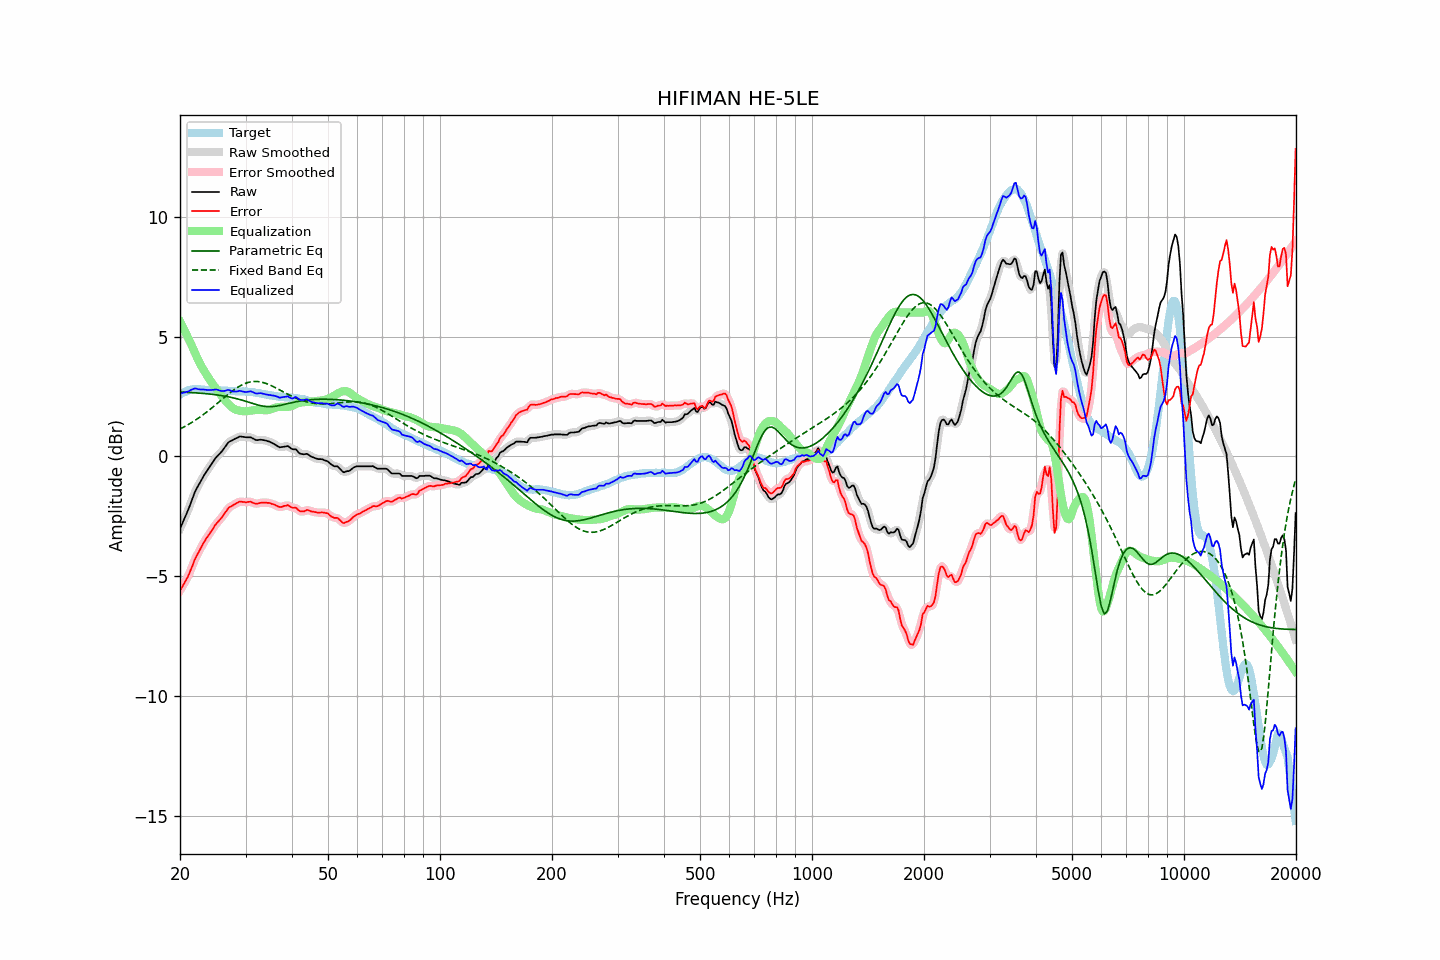 HIFIMAN HE-5LE
Target
Raw Smoothed
Error Smoothed
Raw
Error
Equalization
Parametric Eq
Fixed Band Eq
Equalized
10
5
0
−5
−10
−15
Amplitude (dBr)
20
50
100
200
500
1000
2000
5000
10000
20000
Frequency (Hz)